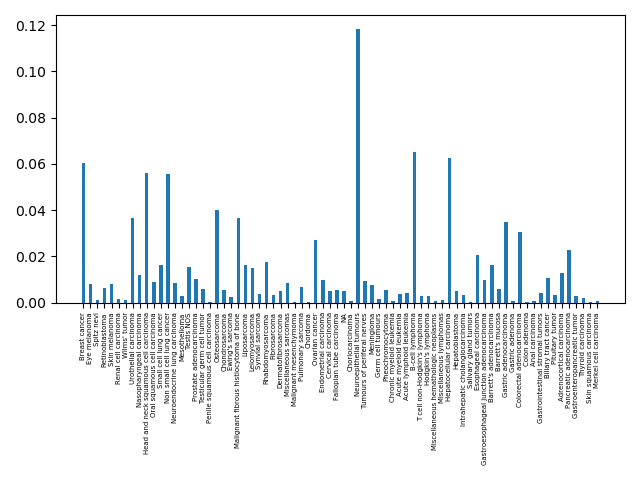 0.12
0.10
0.08
0.06
0.04
0.02
0.00
Breast cancer
Eye melanoma
Spitz nevi
Retinoblastoma
Skin melanoma
Renal cell carcinoma
Wilms' tumor
Urothelial carcinoma
Nasopharyngeal carcinoma
Head and neck squamous cell carcinoma
Oral squamous cell carcinoma
Small cell lung cancer
Non small cell lung cancer
Neuroendocrine lung carcinoma
Mesothelioma
Testis NOS
Prostate adenocarcinoma
Testicular germ cell tumor
Penile squamous cell carcinoma
Osteosarcoma
Chondrosarcoma
Ewing's sarcoma
Malignant fibrous histiocytoma of bone
Liposarcoma
Leiomyosarcoma
Synvial sarcoma
Rhabdomyosarcoma
Fibrosarcoma
Dermatofibrosarcoma
Miscellaneous sarcomas
Malignant mesenchymoma
Pulmonary sarcoma
Chordoma
Ovarian cancer
Endometrial carcinoma
Cervical carcinoma
Fallopian tube carcinoma
NA
Choriocarcinoma
Neuroepithelial tumours
Tumours of periferal nerves
Meningioma
Germ cell tumours
Pheochromocytoma
Chronic myeloid leukemia
Acute myeloid leukemia
Acute lymphoid leukemia
B-cell lymphoma
T cell non-hodgkin lymphoma
Hodgkin's lymphoma
Miscellaneous hemathologic neoplasms
Miscellaneous lymphomas
Hepatocellular carcinoma
Hepatoblastoma
Intrahepatic cholangiocarcinoma
Salivary gland tumors
Esophageal carcinoma
Gastroesophageal junction adenocarcinoma
Barrett's adenocarcinoma
Barrett's mucosa
Gastric adenocarcinoma
Gastric adenoma
Colorectal adenocarcinoma
Colon adenoma
Anal carcinoma
Gastrointestinal stromal tumors
Biliary tract cancer
Pituitary tumor
Adrenocortical carcinoma
Pancreatic adenocarcinoma
Gastroenteropancreatic tumor
Thyroid carcinoma
Skin squamous carcinoma
Merkel cell carcinoma